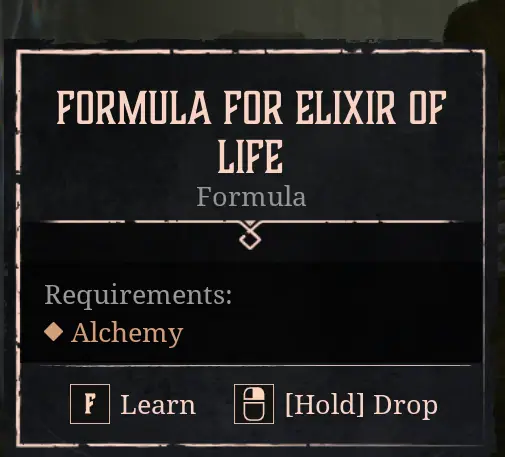 FORMULA FOR ELIXIR OF
LIFE
Formula
Requirements:
Alchemy
F Learn [Hold] Drop